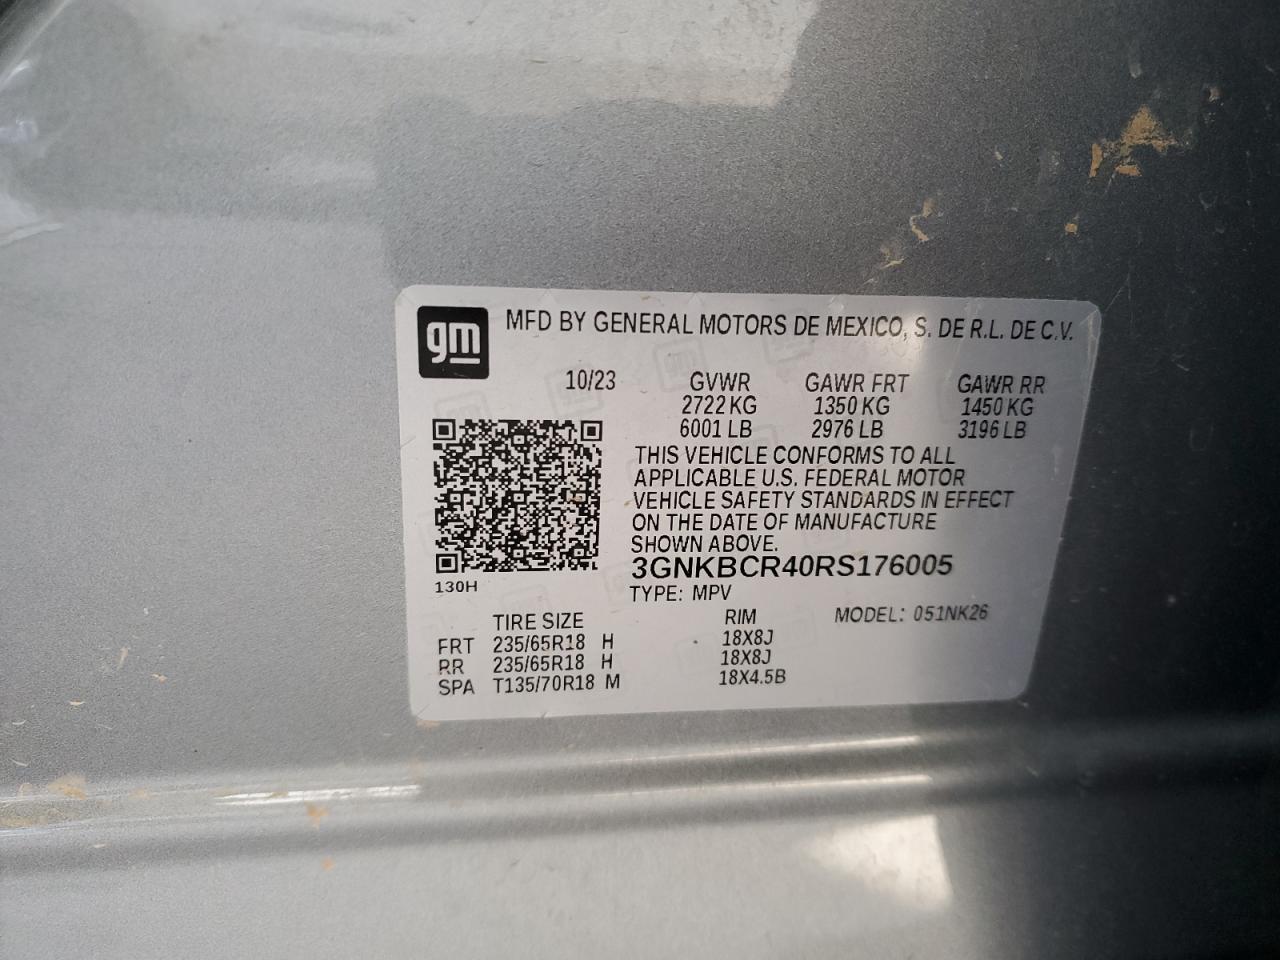 gm
MFD BY GENERAL MOTORS DE MEXICO, S. DE R.L. DE C.V.
10/23 GVWR GAWR FRT GAWR RR
2722 KG 1350 KG 1450 KG
6001 LB 2976 LB 3196 LB
THIS VEHICLE CONFORMS TO ALL
APPLICABLE U.S. FEDERAL MOTOR
VEHICLE SAFETY STANDARDS IN EFFECT
ON THE DATE OF MANUFACTURE
SHOWN ABOVE.
3GNKBCR40RS176005
130H
TYPE: MPV
TIRE SIZE RIM MODEL: 051NK26
FRT 235/65R18 H 18X8J
RR 235/65R18 H 18X8J
SPA T135/70R18 M 18X4.5B